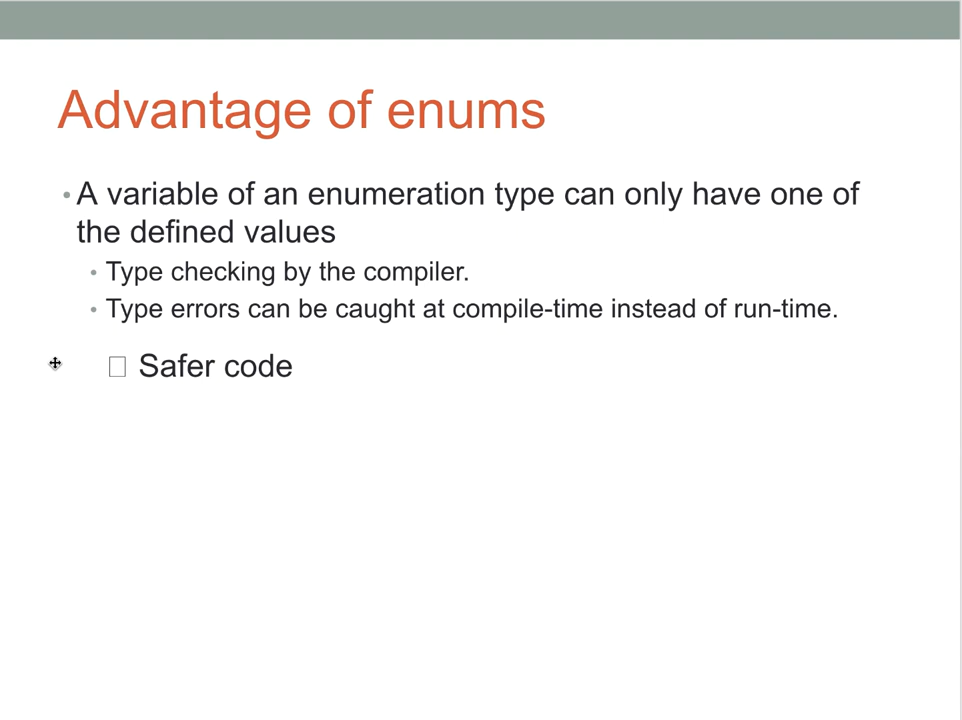 Advantage of enums
• A variable of an enumeration type can only have one of
the defined values
• Type checking by the compiler.
• Type errors can be caught at compile-time instead of run-time.
□ Safer code